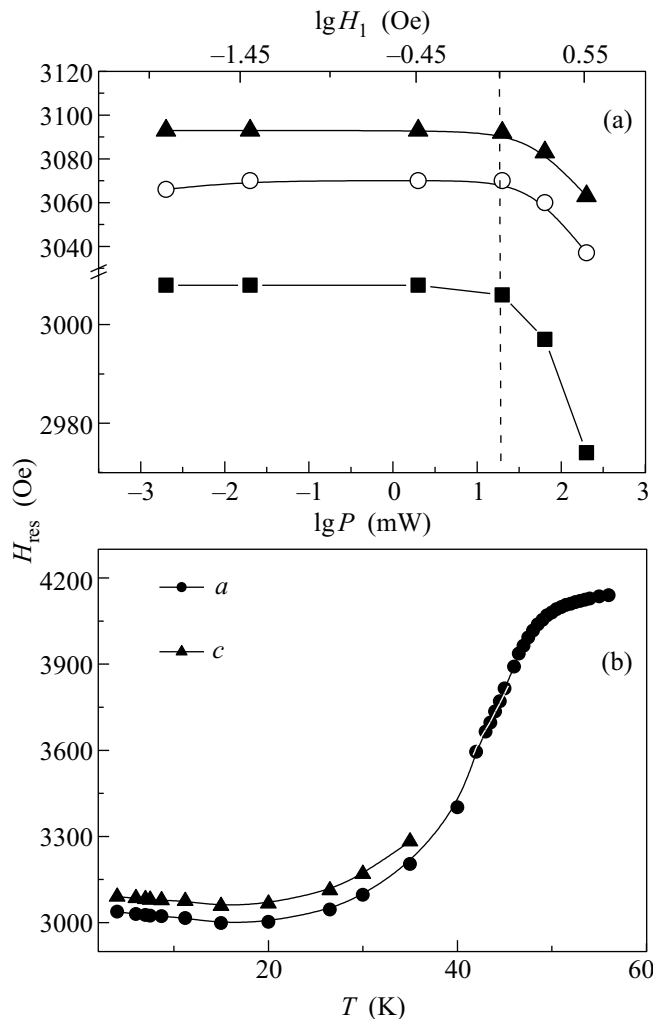 lg H₁ (Oe)
–1.45 –0.45 0.55
3120
3100
3080
3060
3040
3000
2980
(a)
–3 –2 –1 0 1 2 3
lg P (mW)
H_res (Oe)
4200
3900
3600
3300
3000
a
c
(b)
20 40 60
T (K)